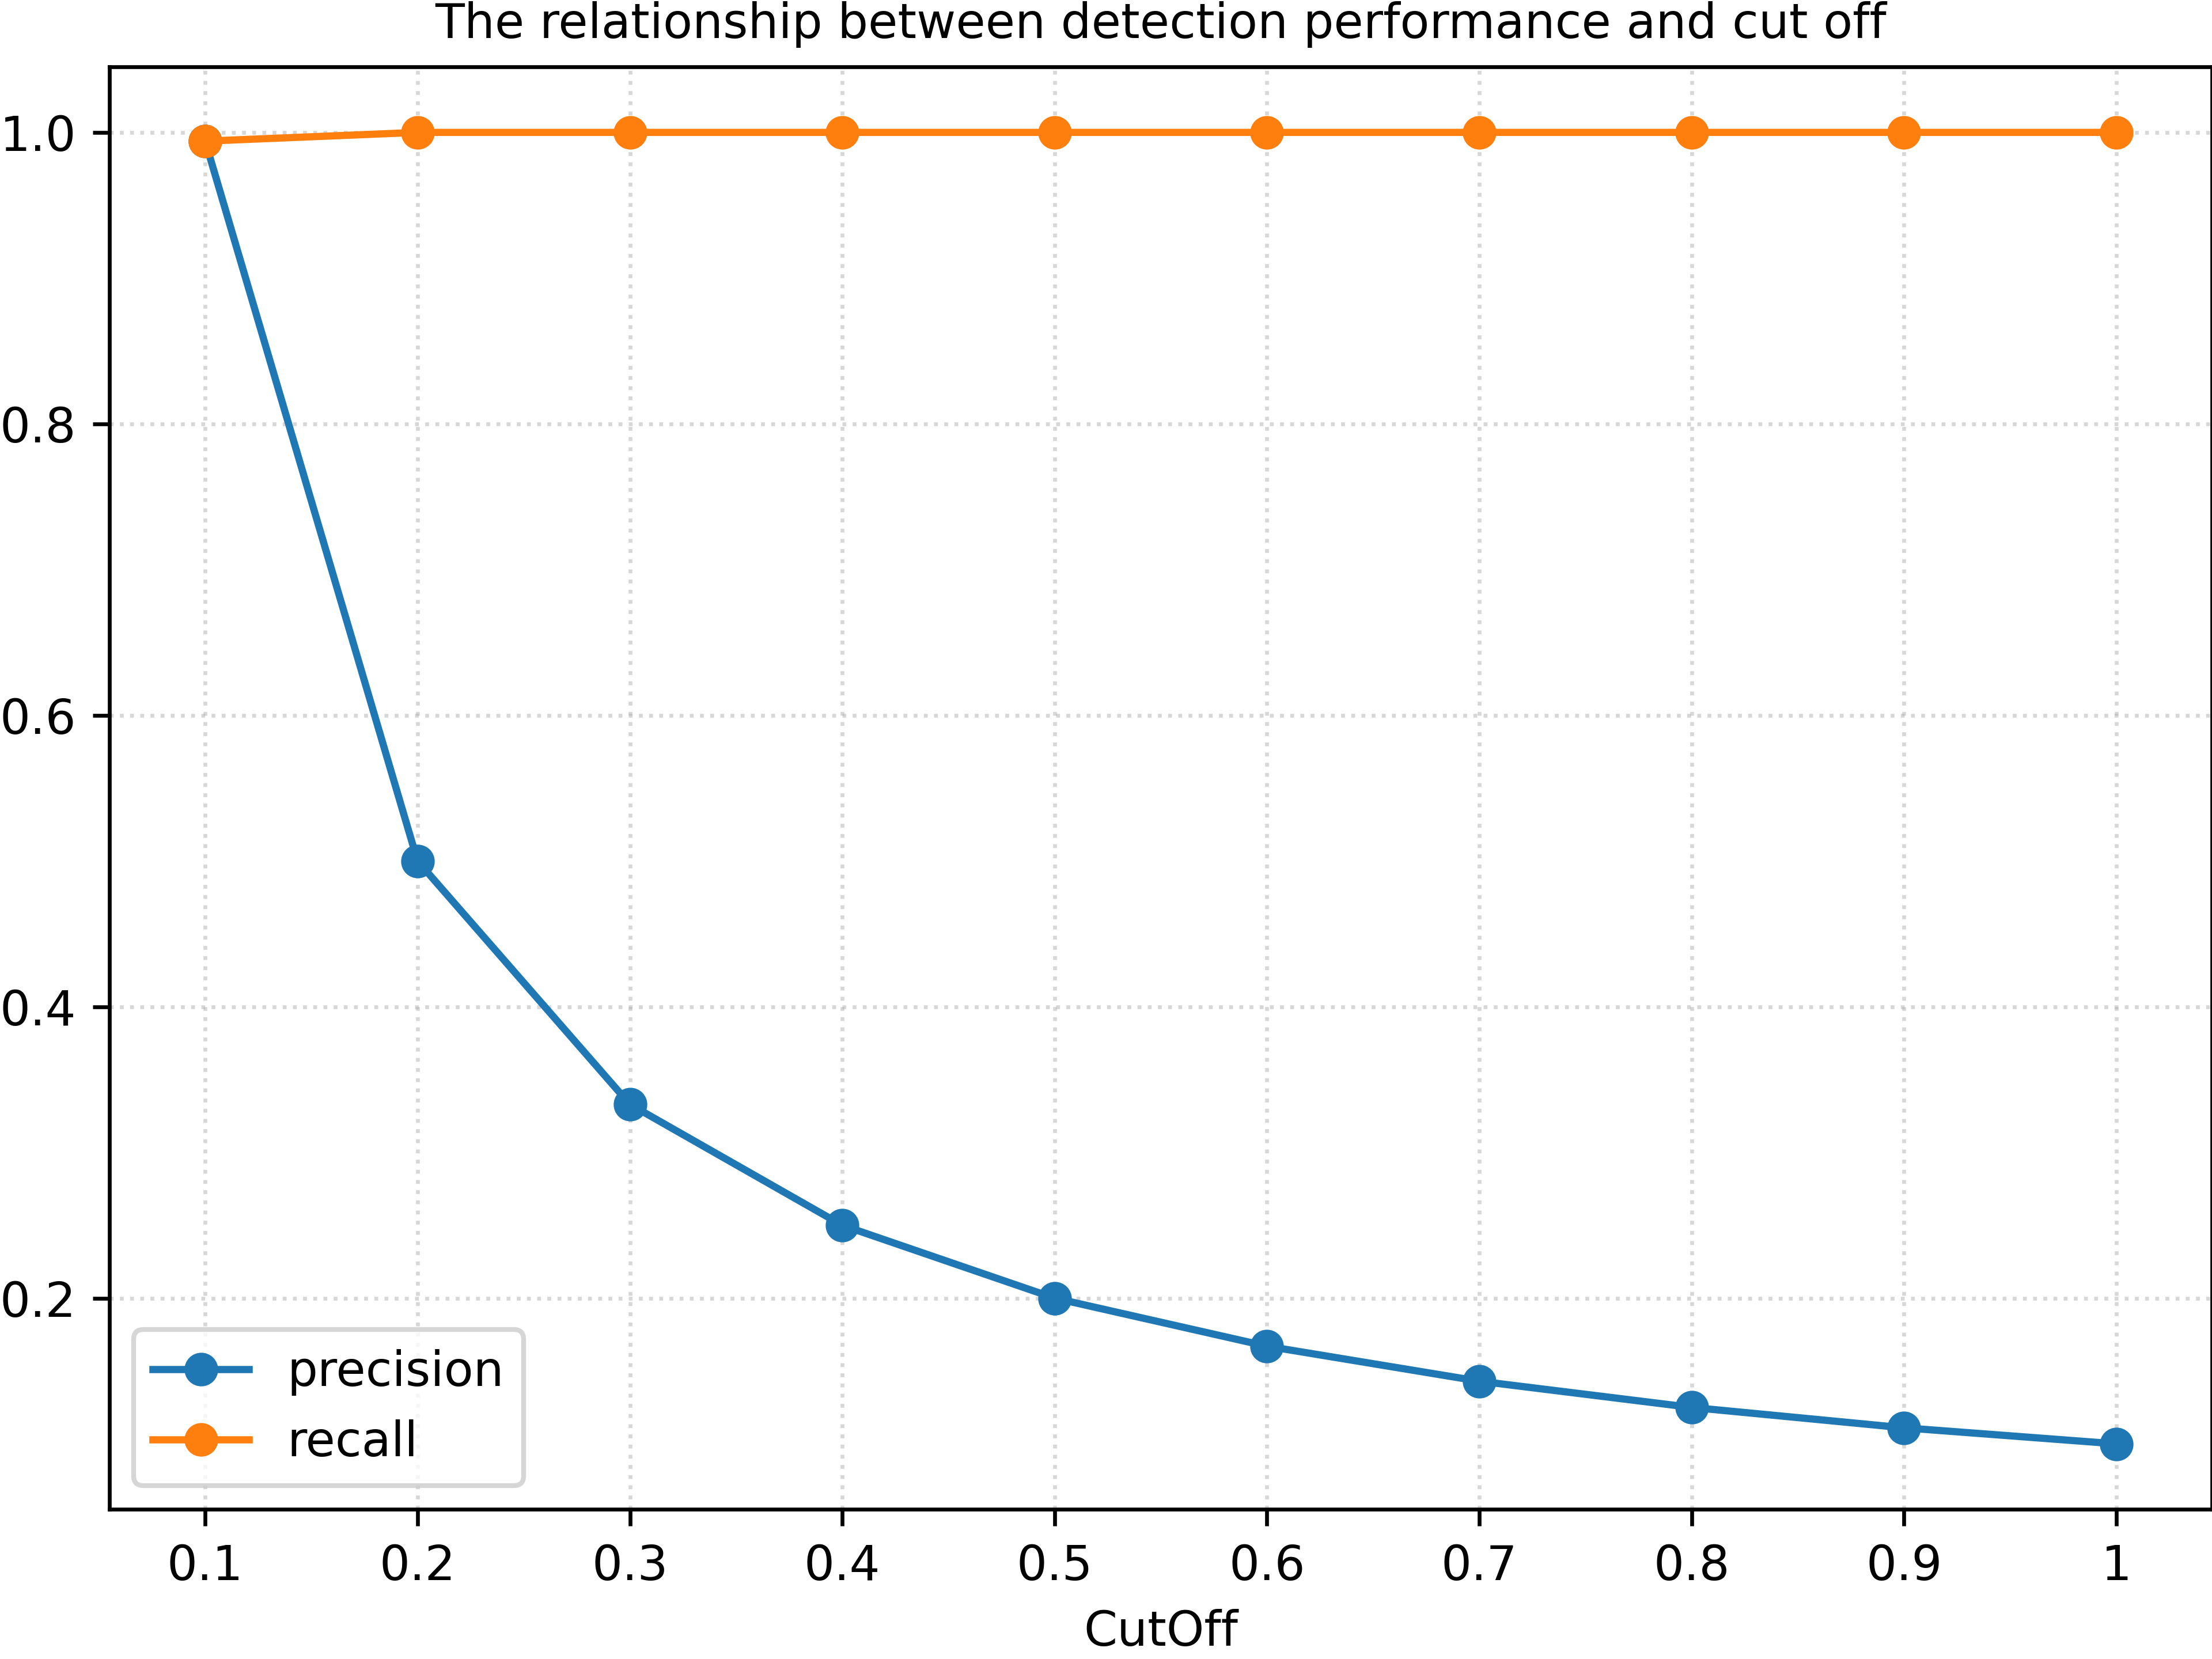 The relationship between detection performance and cut off
1.0
0.8
0.6
0.4
0.2
precision
recall
0.1 0.2 0.3 0.4 0.5 0.6 0.7 0.8 0.9 1
CutOff